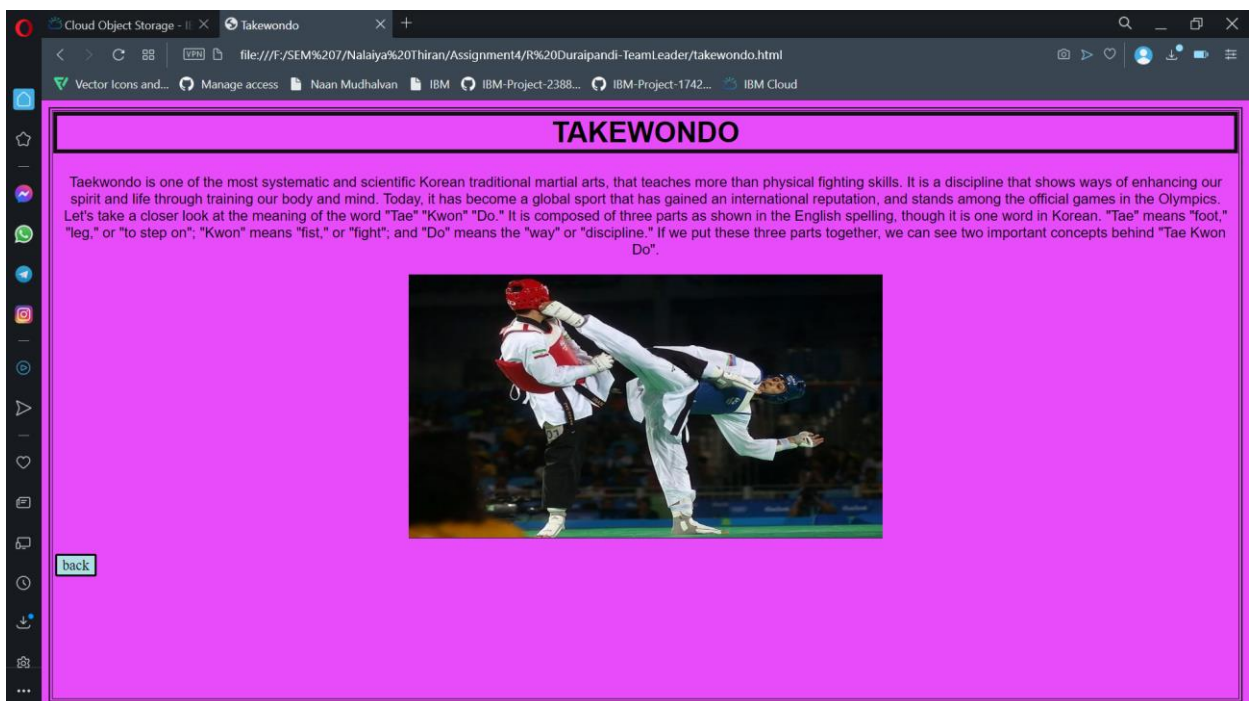 Cloud Object Storage - I
Takewondo
VPN
file:///F:/SEM%207/Nalaiya%20Thiran/Assignment4/R%20Duraipandi-TeamLeader/takewondo.html
Vector Icons and...
Manage access
Naan Mudhalvan
IBM
IBM-Project-2388...
IBM-Project-1742...
IBM Cloud
TAKEWONDO
Taekwondo is one of the most systematic and scientific Korean traditional martial arts, that teaches more than physical fighting skills. It is a discipline that shows ways of enhancing our
spirit and life through training our body and mind. Today, it has become a global sport that has gained an international reputation, and stands among the official games in the Olympics.
Let's take a closer look at the meaning of the word "Tae" "Kwon" "Do." It is composed of three parts as shown in the English spelling, though it is one word in Korean. "Tae" means "foot,"
"leg," or "to step on"; "Kwon" means "fist," or "fight"; and "Do" means the "way" or "discipline." If we put these three parts together, we can see two important concepts behind "Tae Kwon
Do".
back